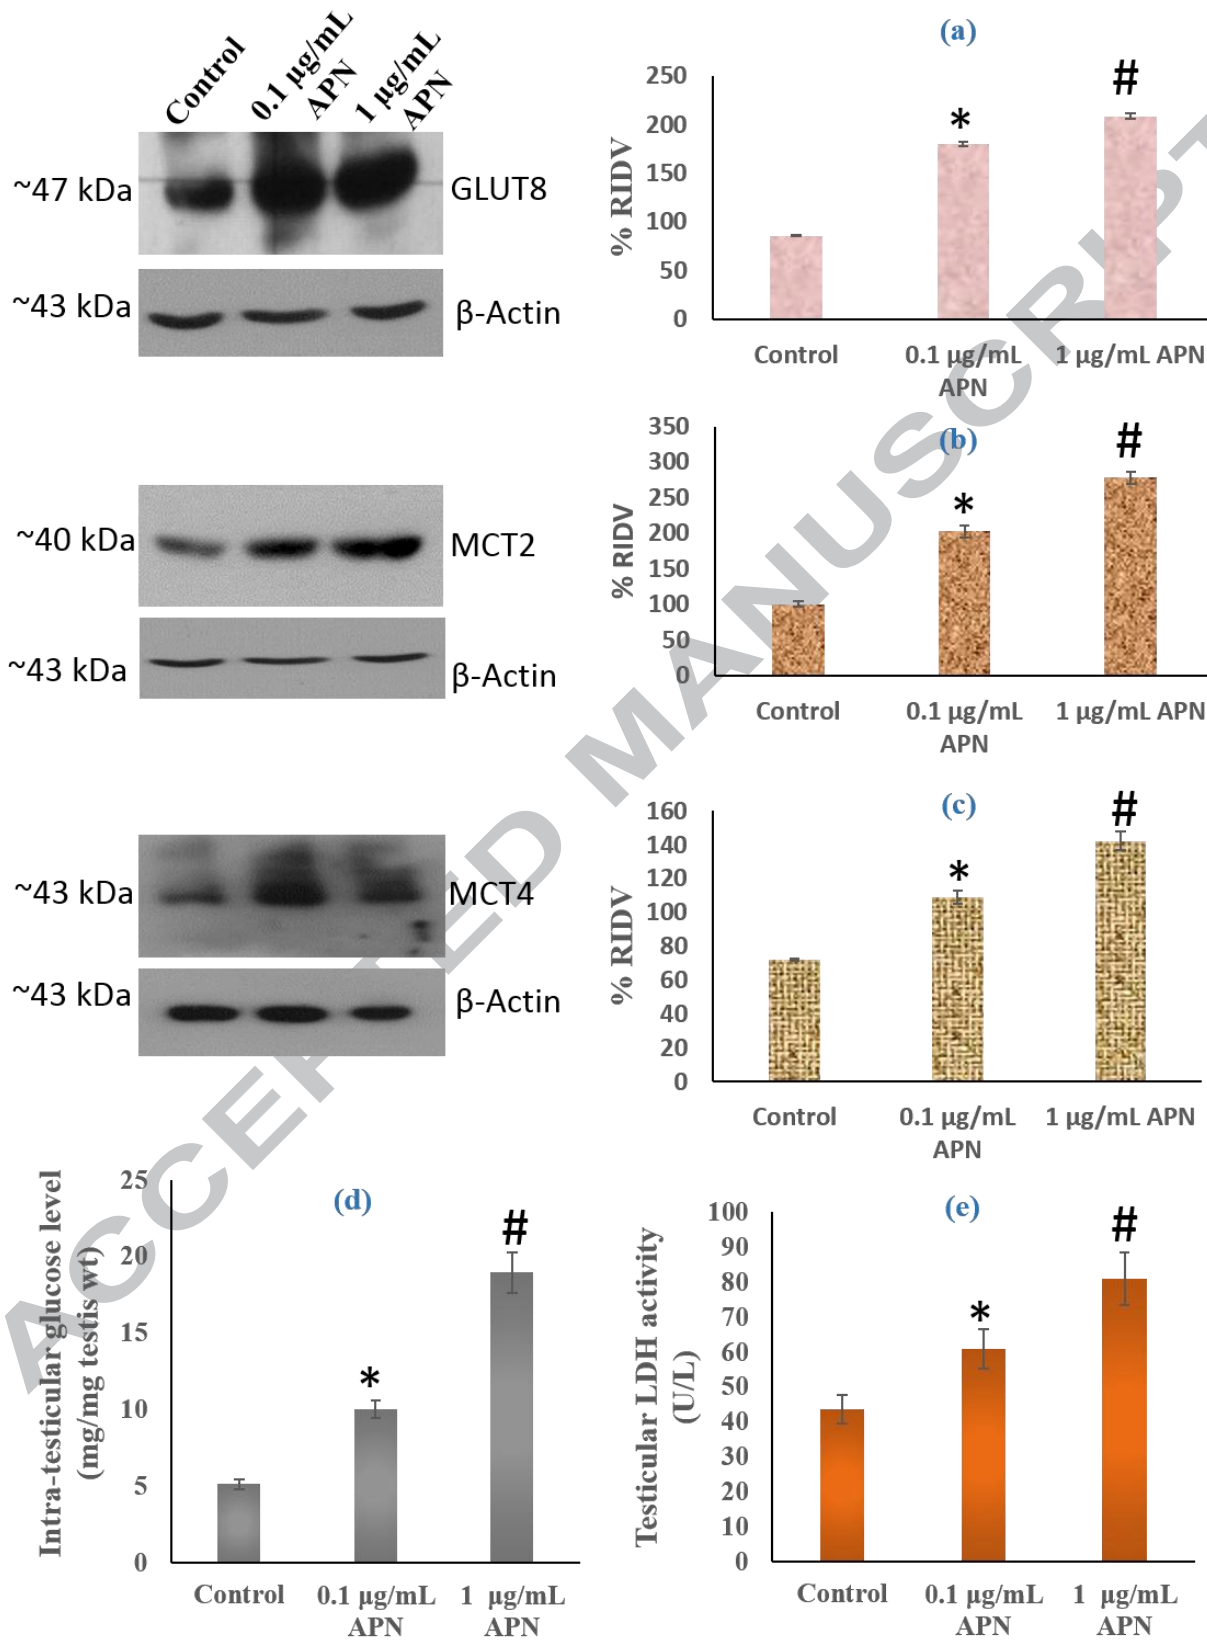 Control
0.1 µg/mL
APN
1 µg/mL
APN
~47 kDa
GLUT8
~43 kDa
β-Actin
(a)
250
200
150
100
50
0
% RIDV
*
#
Control
0.1 µg/mL
APN
1 µg/mL APN
~40 kDa
MCT2
~43 kDa
β-Actin
(b)
350
300
250
200
150
100
50
0
% RIDV
*
#
Control
0.1 µg/mL
APN
1 µg/mL APN
~43 kDa
MCT4
~43 kDa
β-Actin
(c)
160
140
120
100
80
60
40
20
0
% RIDV
*
#
Control
0.1 µg/mL
APN
1 µg/mL APN
(d)
Intra-testicular glucose level
(mg/mg testis wt)
25
20
15
10
5
0
*
#
Control
0.1 µg/mL
APN
1 µg/mL
APN
(e)
Testicular LDH activity
(U/L)
100
90
80
70
60
50
40
30
20
10
0
*
#
Control
0.1 µg/mL
APN
1 µg/mL
APN
ACCEPTED MANUSCRIPT